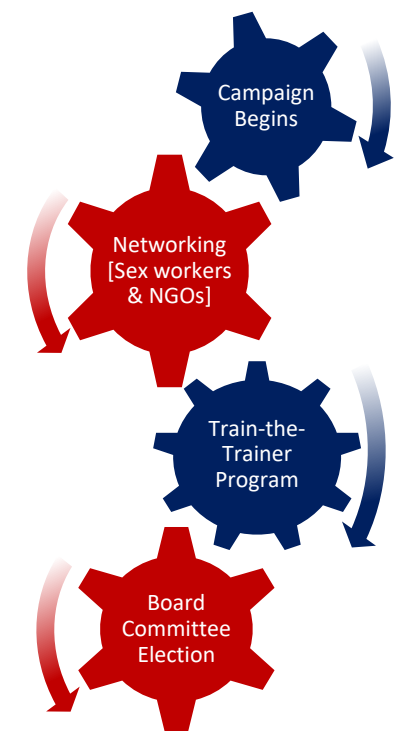 Campaign
Begins
Networking
[Sex workers
& NGOs]
Train-the-
Trainer
Program
Board
Committee
Election